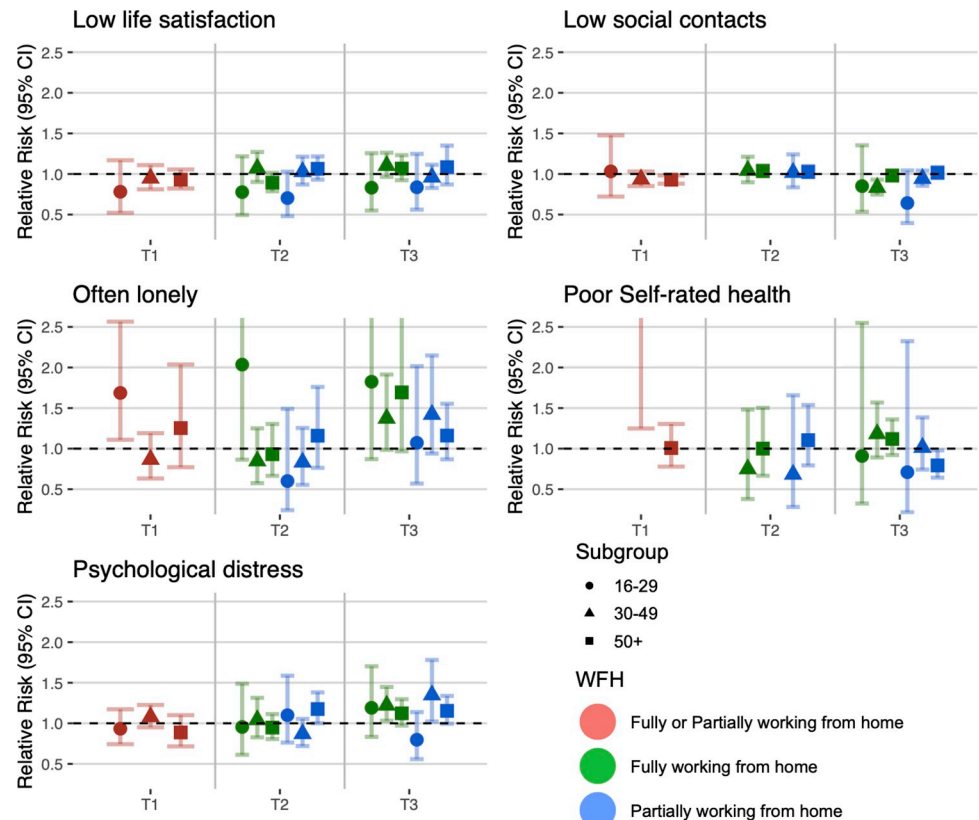 Low life satisfaction
Relative Risk (95% CI)
2.5
2.0
1.5
1.0
0.5
T1 T2 T3
Low social contacts
Relative Risk (95% CI)
2.5
2.0
1.5
1.0
0.5
T1 T2 T3
Often lonely
Relative Risk (95% CI)
2.5
2.0
1.5
1.0
0.5
T1 T2 T3
Poor Self-rated health
Relative Risk (95% CI)
2.5
2.0
1.5
1.0
0.5
T1 T2 T3
Psychological distress
Relative Risk (95% CI)
2.5
2.0
1.5
1.0
0.5
T1 T2 T3
Subgroup
16-29
30-49
50+
WFH
Fully or Partially working from home
Fully working from home
Partially working from home